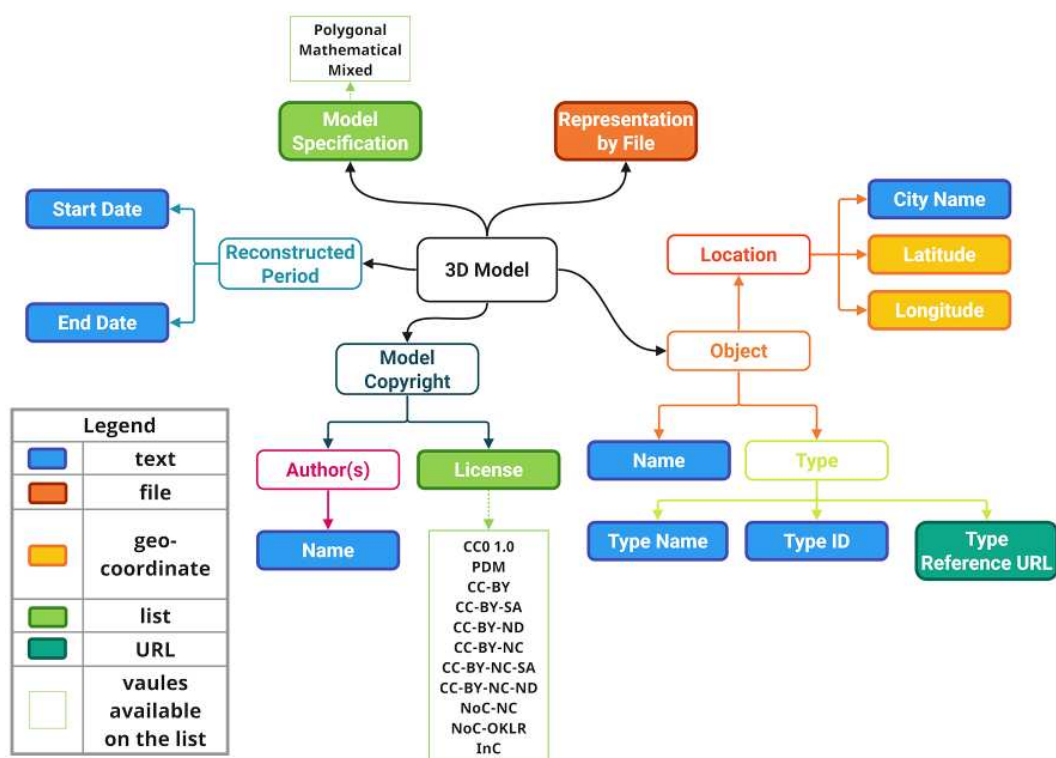 Polygonal
Mathematical
Mixed
Model
Specification
Representation
by File
Start Date
City Name
Reconstructed
Period
3D Model
Location
Latitude
End Date
Longitude
Model
Copyright
Object
Legend
text
file
geo-
coordinate
list
URL
vaules
available
on the list
Author(s)
License
Name
Type
Name
Type Name
Type ID
Type
Reference URL
CC0 1.0
PDM
CC-BY
CC-BY-SA
CC-BY-ND
CC-BY-NC
CC-BY-NC-SA
CC-BY-NC-ND
NoC-NC
NoC-OKLR
InC